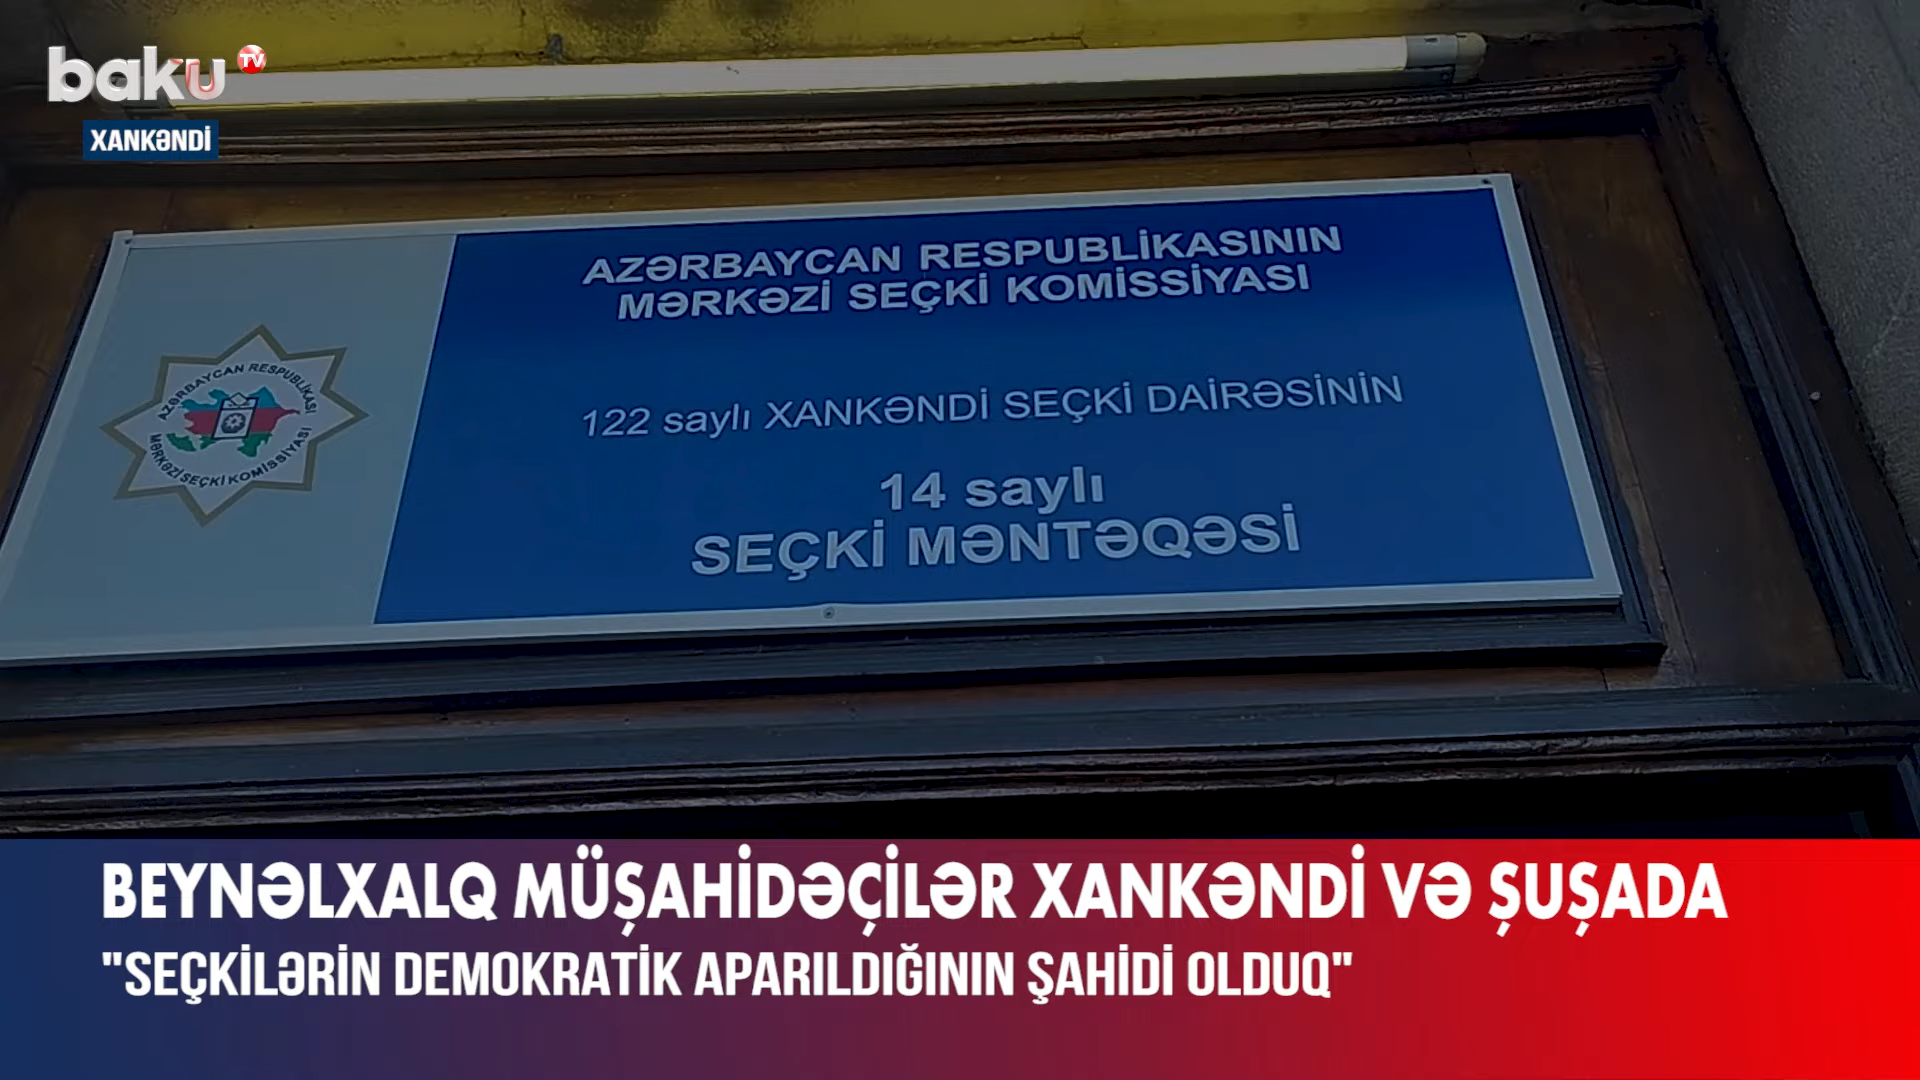 baku TV
XANKƏNDİ
AZƏRBAYCAN RESPUBLİKASININ
MƏRKƏZİ SEÇKİ KOMİSSİYASI
122 saylı XANKƏNDİ SEÇKİ DAİRƏSİNİN
14 saylı
SEÇKİ MƏNTƏQƏSİ
AZƏRBAYCAN RESPUBLİKASI
MƏRKƏZİ SEÇKİ KOMİSSİYASI
BEYNƏLXALQ MÜŞAHİDƏÇİLƏR XANKƏNDİ VƏ ŞUŞADA
"SEÇKİLƏRİN DEMOKRATİK APARILDIĞININ ŞAHİDİ OLDUQ"